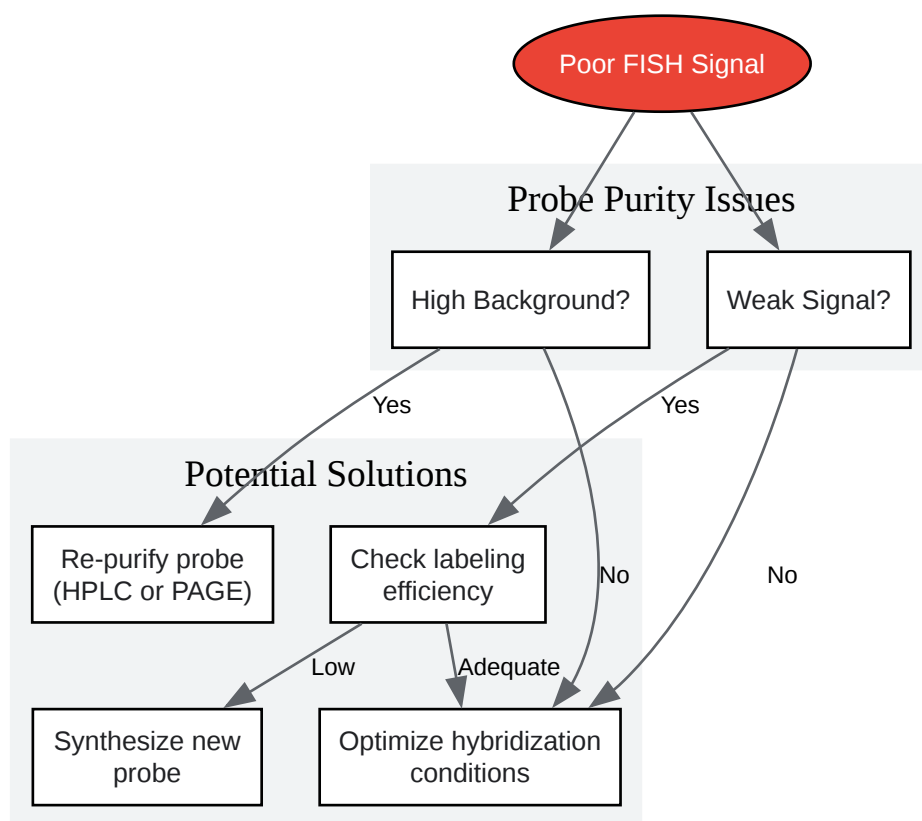 Poor FISH Signal
Probe Purity Issues
High Background?
Weak Signal?
Yes
Yes
Potential Solutions
Re-purify probe
(HPLC or PAGE)
Check labeling
efficiency
No
No
Low
Adequate
Synthesize new
probe
Optimize hybridization
conditions